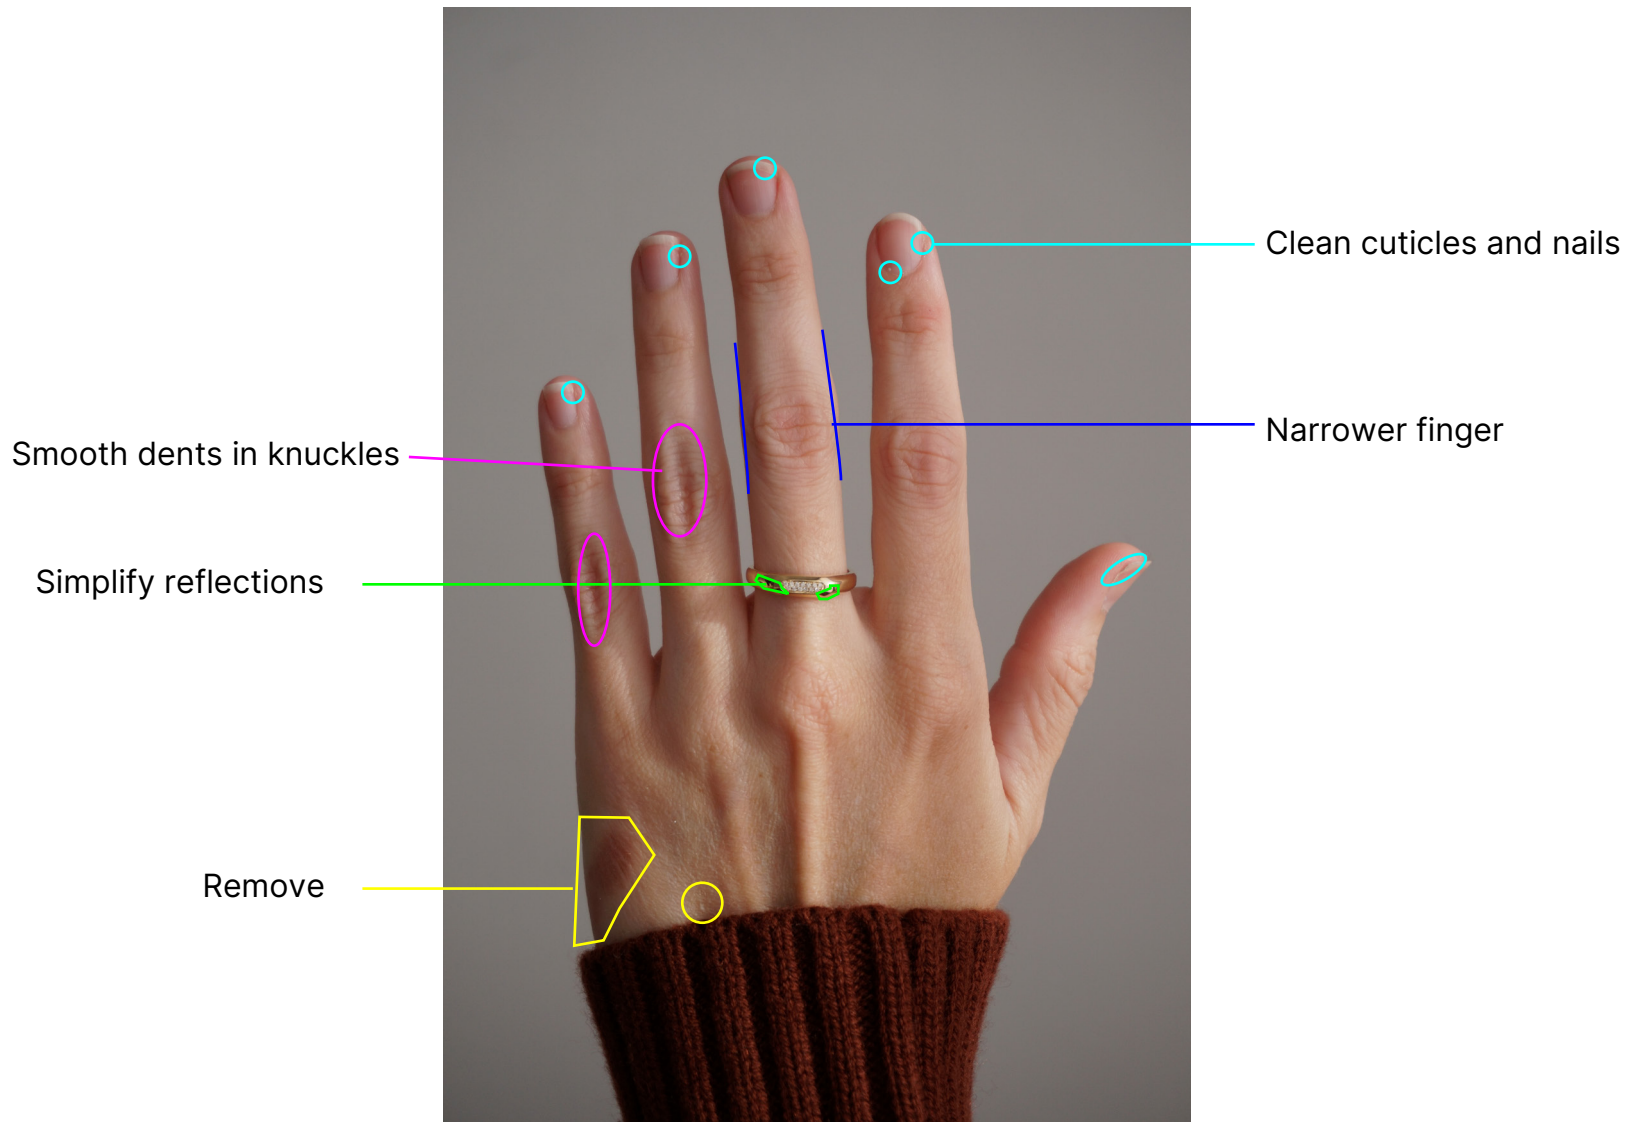 Clean cuticles and nails
Narrower finger
Smooth dents in knuckles
Simplify reflections
Remove